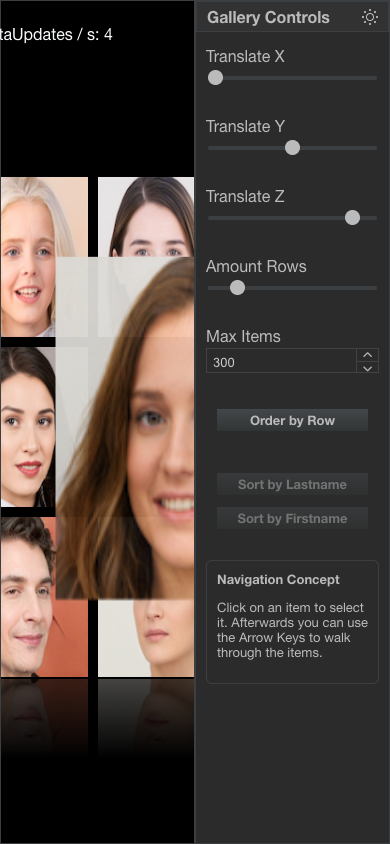 taUpdates / s: 4
Gallery Controls
Translate X
Translate Y
Translate Z
Amount Rows
Max Items
300
Order by Row
Sort by Lastname
Sort by Firstname
Navigation Concept
Click on an item to select
it. Afterwards you can use
the Arrow Keys to walk
through the items.